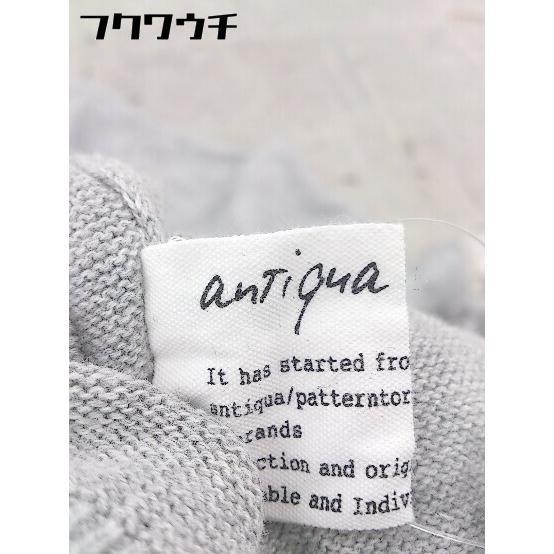 フクワウチ
antiqua
It has started fro
antiqua/patterntor
rands
ction and orig
able and Indiv